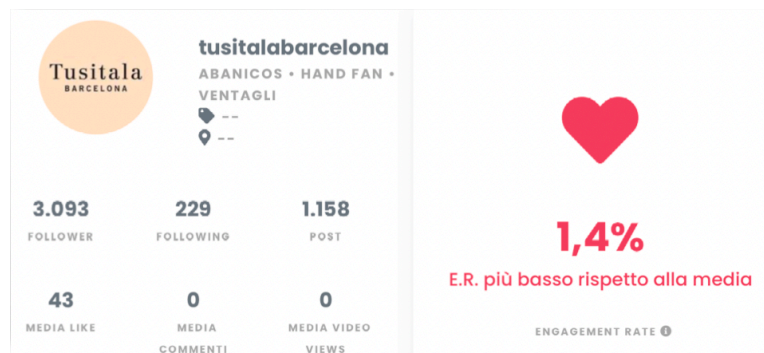 Tusitala
BARCELONA
tusitalabarcelona
ABANICOS • HAND FAN •
VENTAGLI
--
--
3.093
FOLLOWER
229
FOLLOWING
1.158
POST
43
MEDIA LIKE
0
MEDIA
COMMENTI
0
MEDIA VIDEO
VIEWS
1,4%
E.R. più basso rispetto alla media
ENGAGEMENT RATE